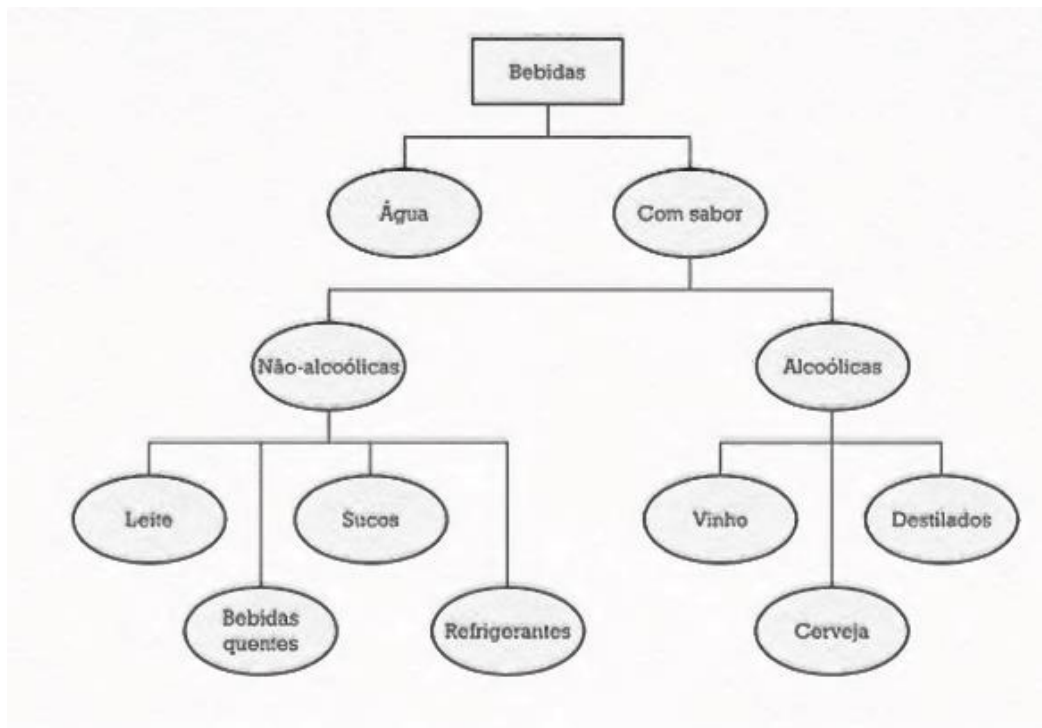 Bebidas
Água
Com sabor
Não-alcoólicas
Alcoólicas
Leite
Sucos
Vinho
Destilados
Bebidas
quentes
Refrigerantes
Cerveja